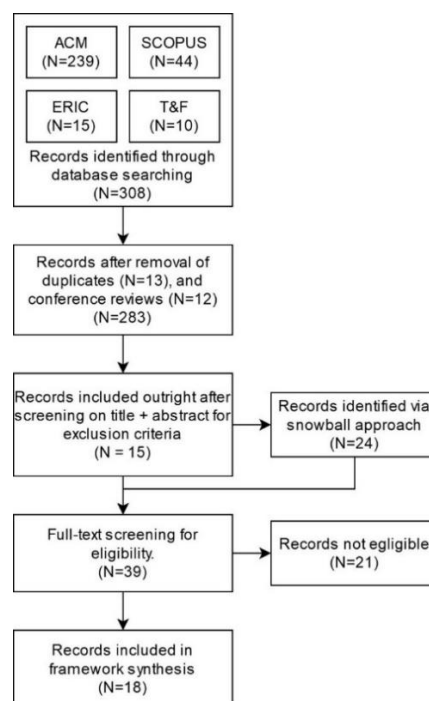 ACM
(N=239)
SCOPUS
(N=44)
ERIC
(N=15)
T&F
(N=10)
Records identified through
database searching
(N=308)
Records after removal of
duplicates (N=13), and
conference reviews (N=12)
(N=283)
Records included outright after
screening on title + abstract for
exclusion criteria
(N = 15)
Records identified via
snowball approach
(N=24)
Full-text screening for
eligibility.
(N=39)
Records not egligible
(N=21)
Records included in
framework synthesis
(N=18)